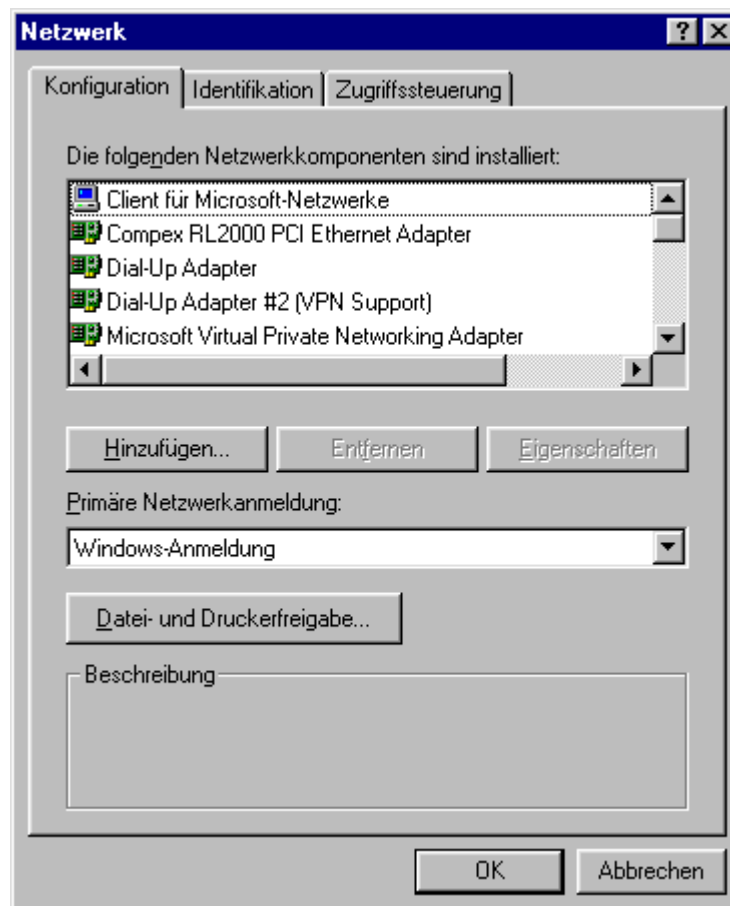 Netzwerk
Konfiguration Identifikation Zugriffssteuerung
Die folgenden Netzwerkkomponenten sind installiert:
Client für Microsoft-Netzwerke
Compex RL2000 PCI Ethernet Adapter
Dial-Up Adapter
Dial-Up Adapter #2 (VPN Support)
Microsoft Virtual Private Networking Adapter
Hinzufügen... Entfernen Eigenschaften
Primäre Netzwerkanmeldung:
Windows-Anmeldung
Datei- und Druckerfreigabe...
Beschreibung
OK Abbrechen